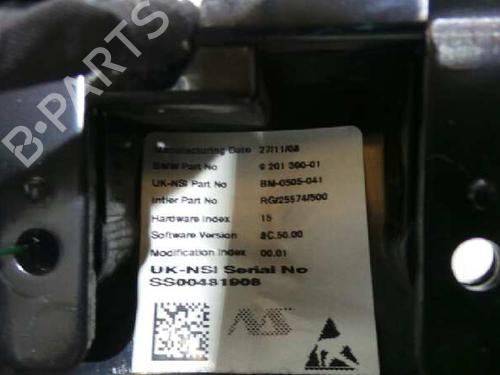 B-PARTS
Manufacturing Date 27/11/08
BMW Part No 6 201 390-01
UK-NSI Part No BM-0505-041
Intier Part No RG/25574/500
Hardware Index 15
Software Version 8C.50.00
Modification Index 00.01
UK-NSI Serial No
SS00481908